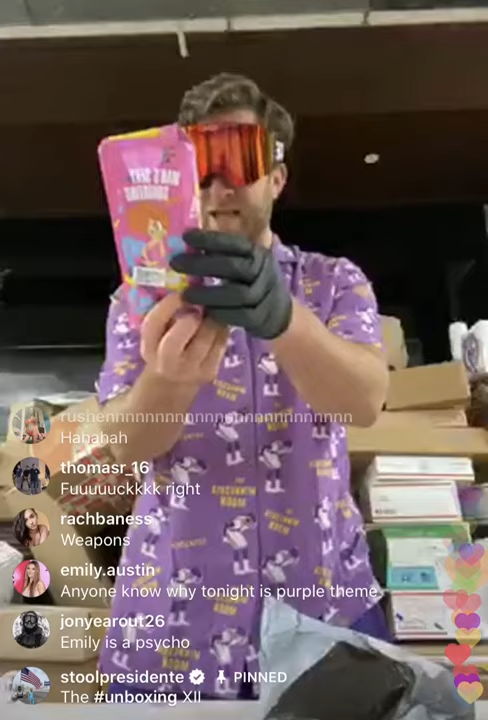 rushennnnnnnnnnnnnnnnnnnnnnnnnnnn
Hahahah
thomasr_16
Fuuuuuckkkk right
rachbaness
Weapons
emily.austin
Anyone know why tonight is purple theme
jonyearout26
Emily is a psycho
stoolpresidente PINNED
The #unboxing XII